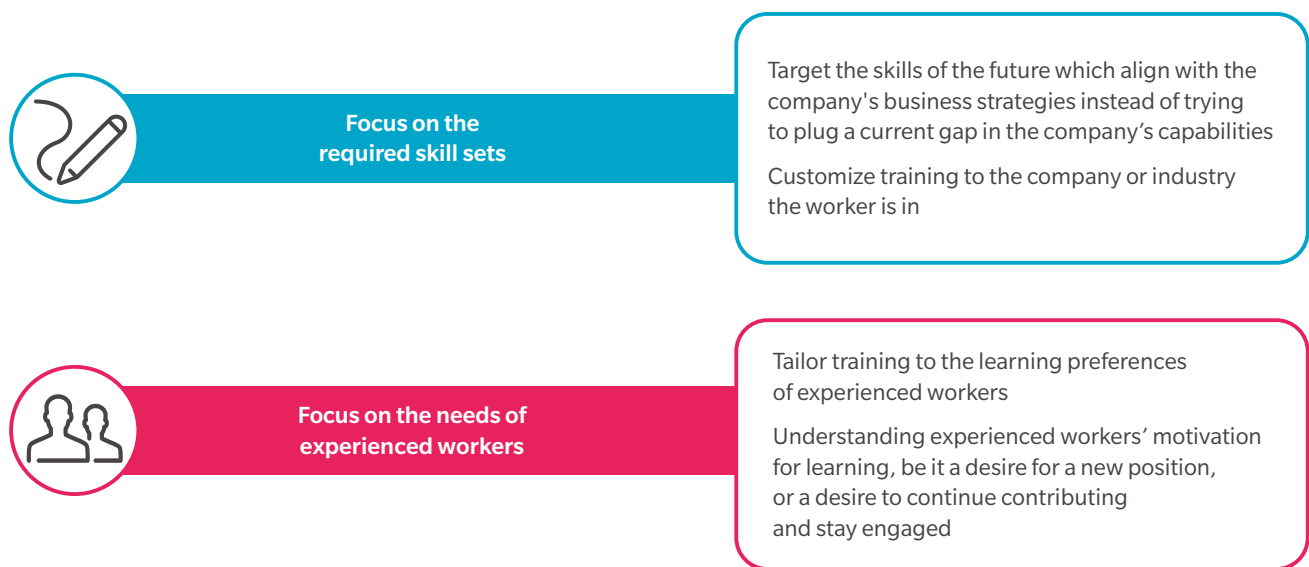 Focus on the
required skill sets
Target the skills of the future which align with the
company's business strategies instead of trying
to plug a current gap in the company’s capabilities
Customize training to the company or industry
the worker is in
Focus on the needs of
experienced workers
Tailor training to the learning preferences
of experienced workers
Understanding experienced workers’ motivation
for learning, be it a desire for a new position,
or a desire to continue contributing
and stay engaged